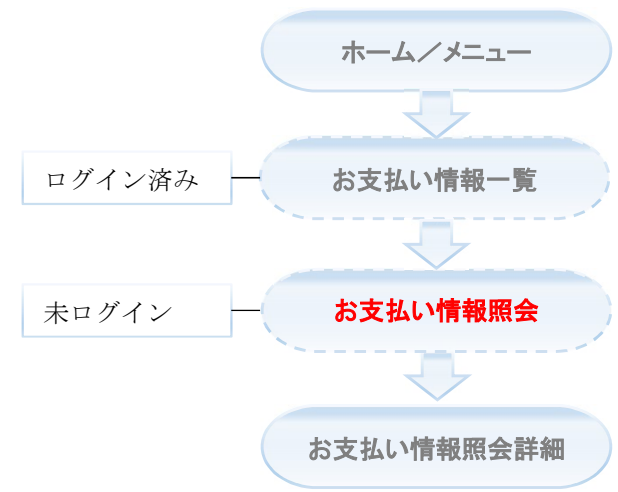 ホーム／メニュー
ログイン済み
お支払い情報一覧
未ログイン
お支払い情報照会
お支払い情報照会詳細